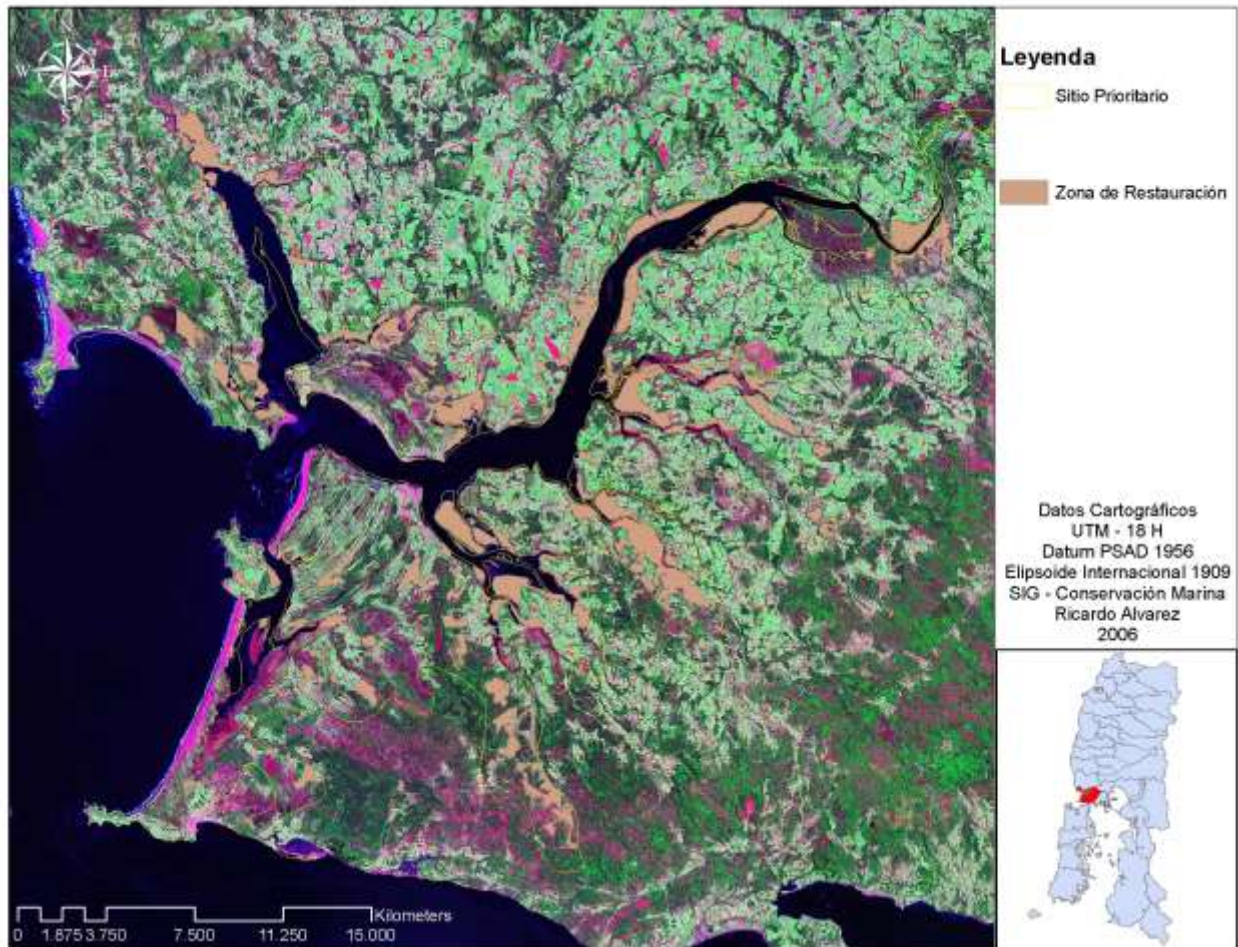 N
W
E
S
Leyenda
Sitio Prioritario
Zona de Restauración
Datos Cartográficos
UTM - 18 H
Datum PSAD 1956
Elipsoide Internacional 1909
SIG - Conservación Marina
Ricardo Alvarez
2006
Kilometers
0 1.875 3.750 7.500 11.250 15.000